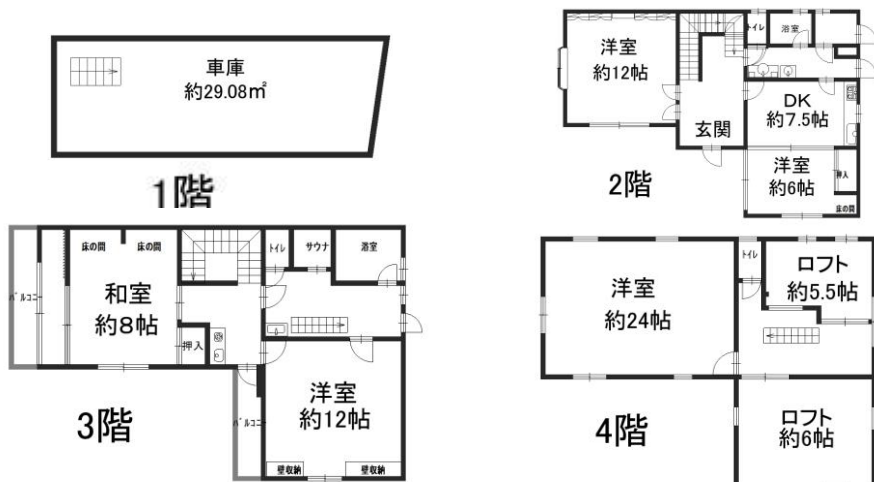 車庫
約29.08㎡
1階
洋室
約12帖
トイレ
浴室
DK
約7.5帖
玄関
洋室
約6帖
押入
床の間
2階
床の間
床の間
トイレ
サウナ
浴室
バルコニー
和室
約8帖
押入
洋室
約12帖
バルコニー
壁収納
壁収納
3階
洋室
約24帖
トイレ
ロフト
約5.5帖
ロフト
約6帖
4階